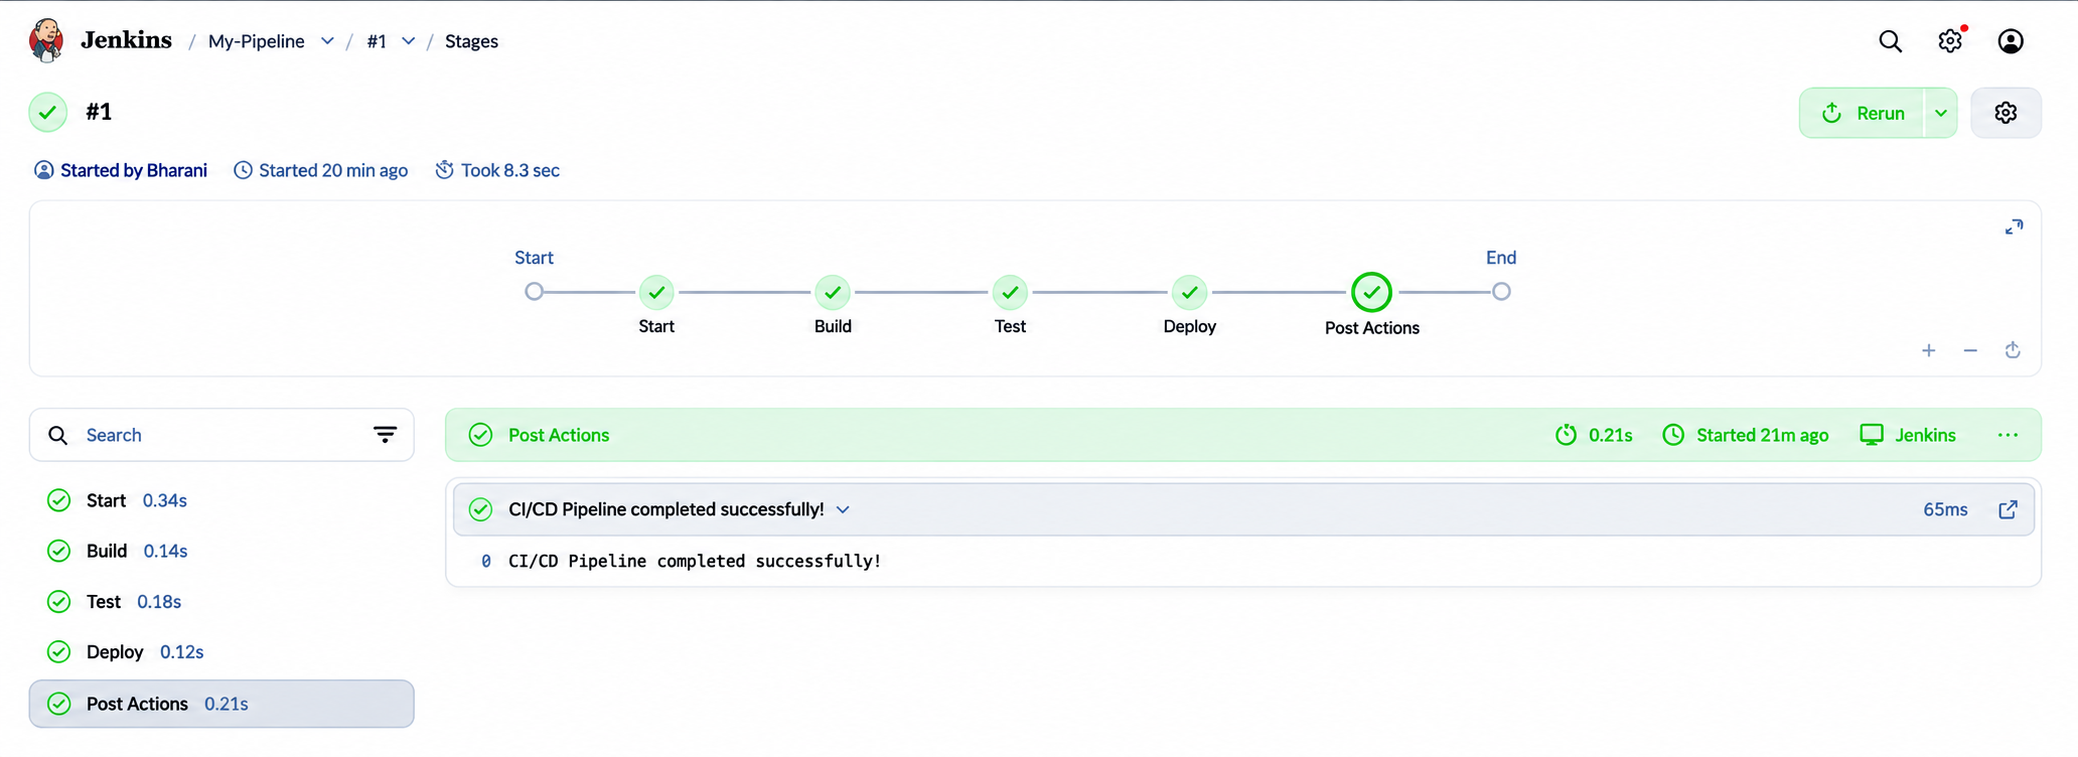 Jenkins / My-Pipeline / #1 / Stages
#1
Rerun
Started by Bharani Started 20 min ago Took 8.3 sec
Start End
Start Build Test Deploy Post Actions
Search
Start 0.34s
Build 0.14s
Test 0.18s
Deploy 0.12s
Post Actions 0.21s
Post Actions 0.21s Started 21m ago Jenkins
CI/CD Pipeline completed successfully! 65ms
0 CI/CD Pipeline completed successfully!